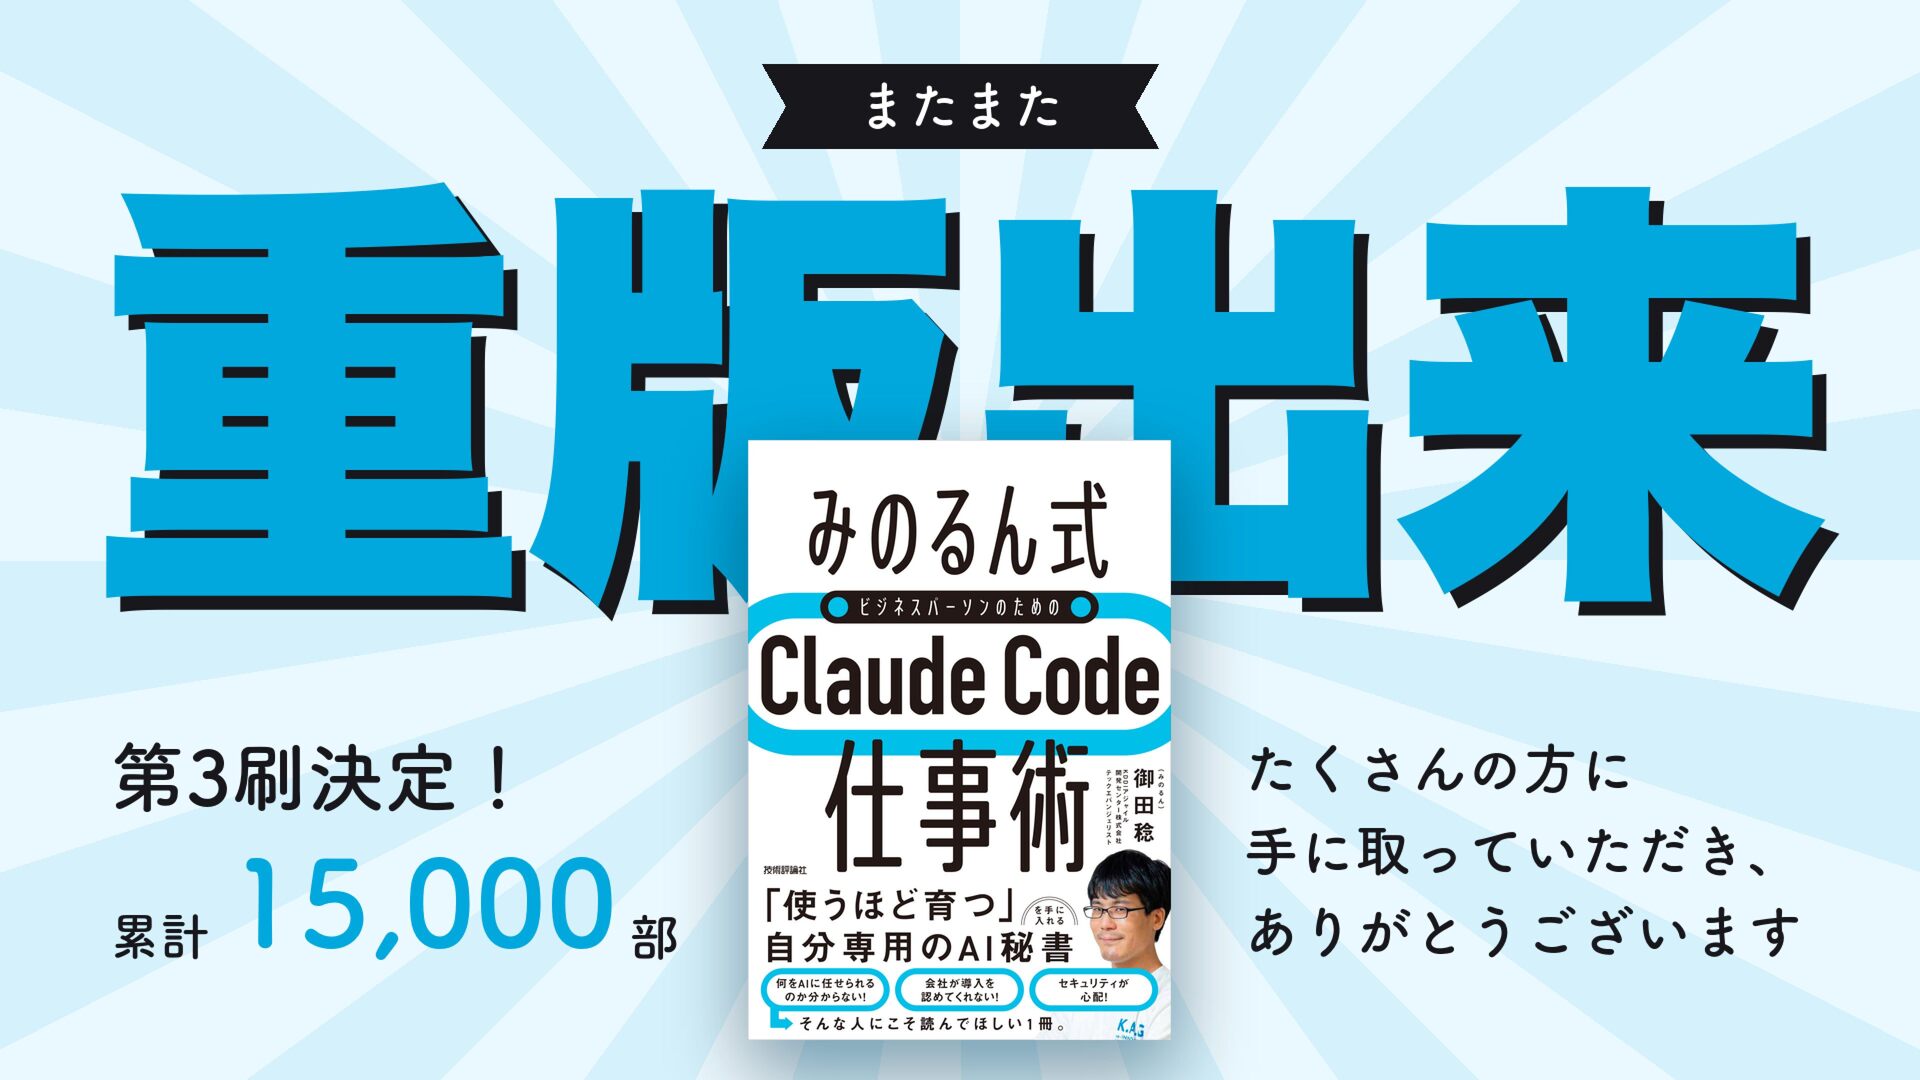 またまた
重版出来
第3刷決定！
累計 15,000 部
みのるん式
ビジネスパーソンのための
Claude Code
仕事術
(みのるん)
御田稔
KDDIアジャイル
開発センター株式会社
テックエバンジェリスト
技術評論社
「使うほど育つ」
を手に
入れる
自分専用のAI秘書
何をAIに任せられる
のか分からない!
会社が導入を
認めてくれない!
セキュリティが
心配!
そんな人にこそ読んでほしい1冊。
K.A.G
たくさんの方に
手に取っていただき、
ありがとうございます